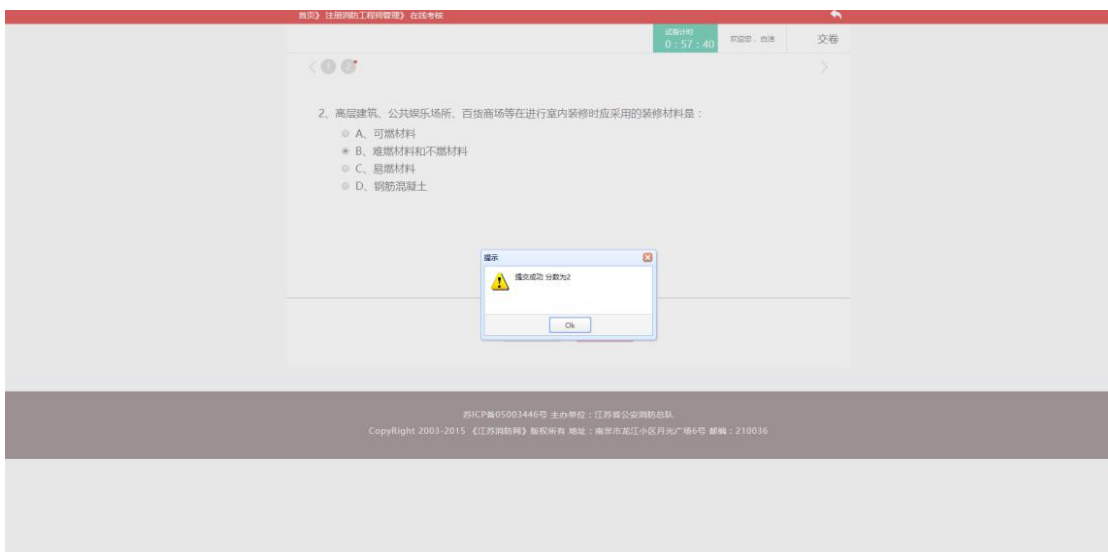 首页》 注册消防工程师管理》 在线考核
试卷计时
0 : 57 : 40
交卷
1 2
2、高层建筑、公共娱乐场所、百货商场等在进行室内装修时应采用的装修材料是：
A、可燃材料
B、难燃材料和不燃材料
C、易燃材料
D、钢筋混凝土
提示
提交成功 分数为2
Ok
苏ICP备05003446号 主办单位：江苏省公安消防总队
CopyRight 2003-2015 《江苏消防网》版权所有 地址：南京市龙江小区月光广场6号 邮编：210036